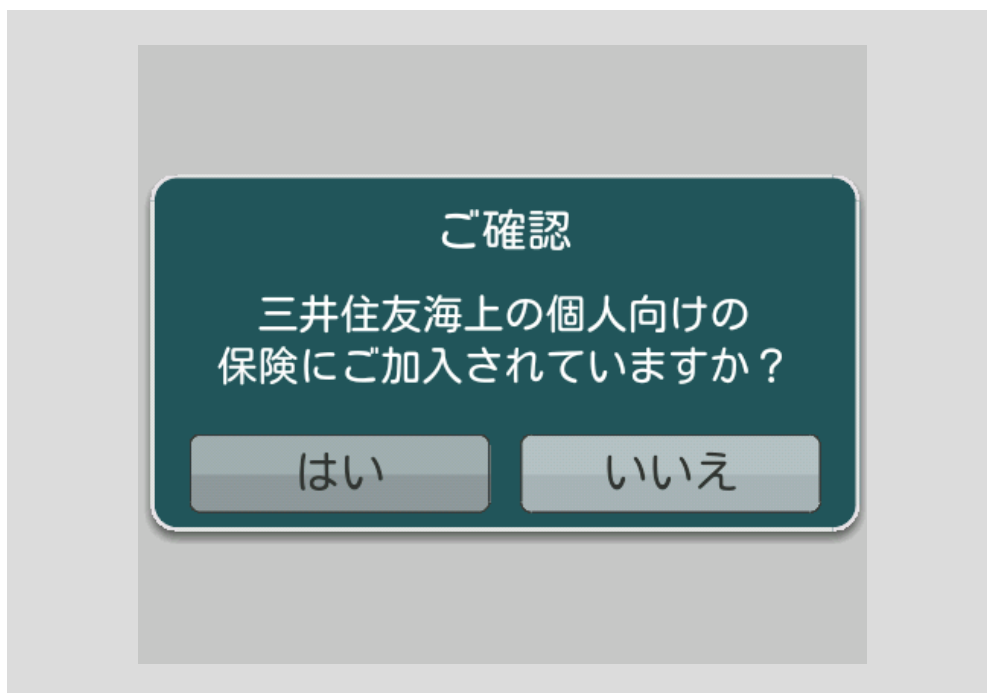 ご確認
三井住友海上の個人向けの
保険にご加入されていますか？
はい
いいえ